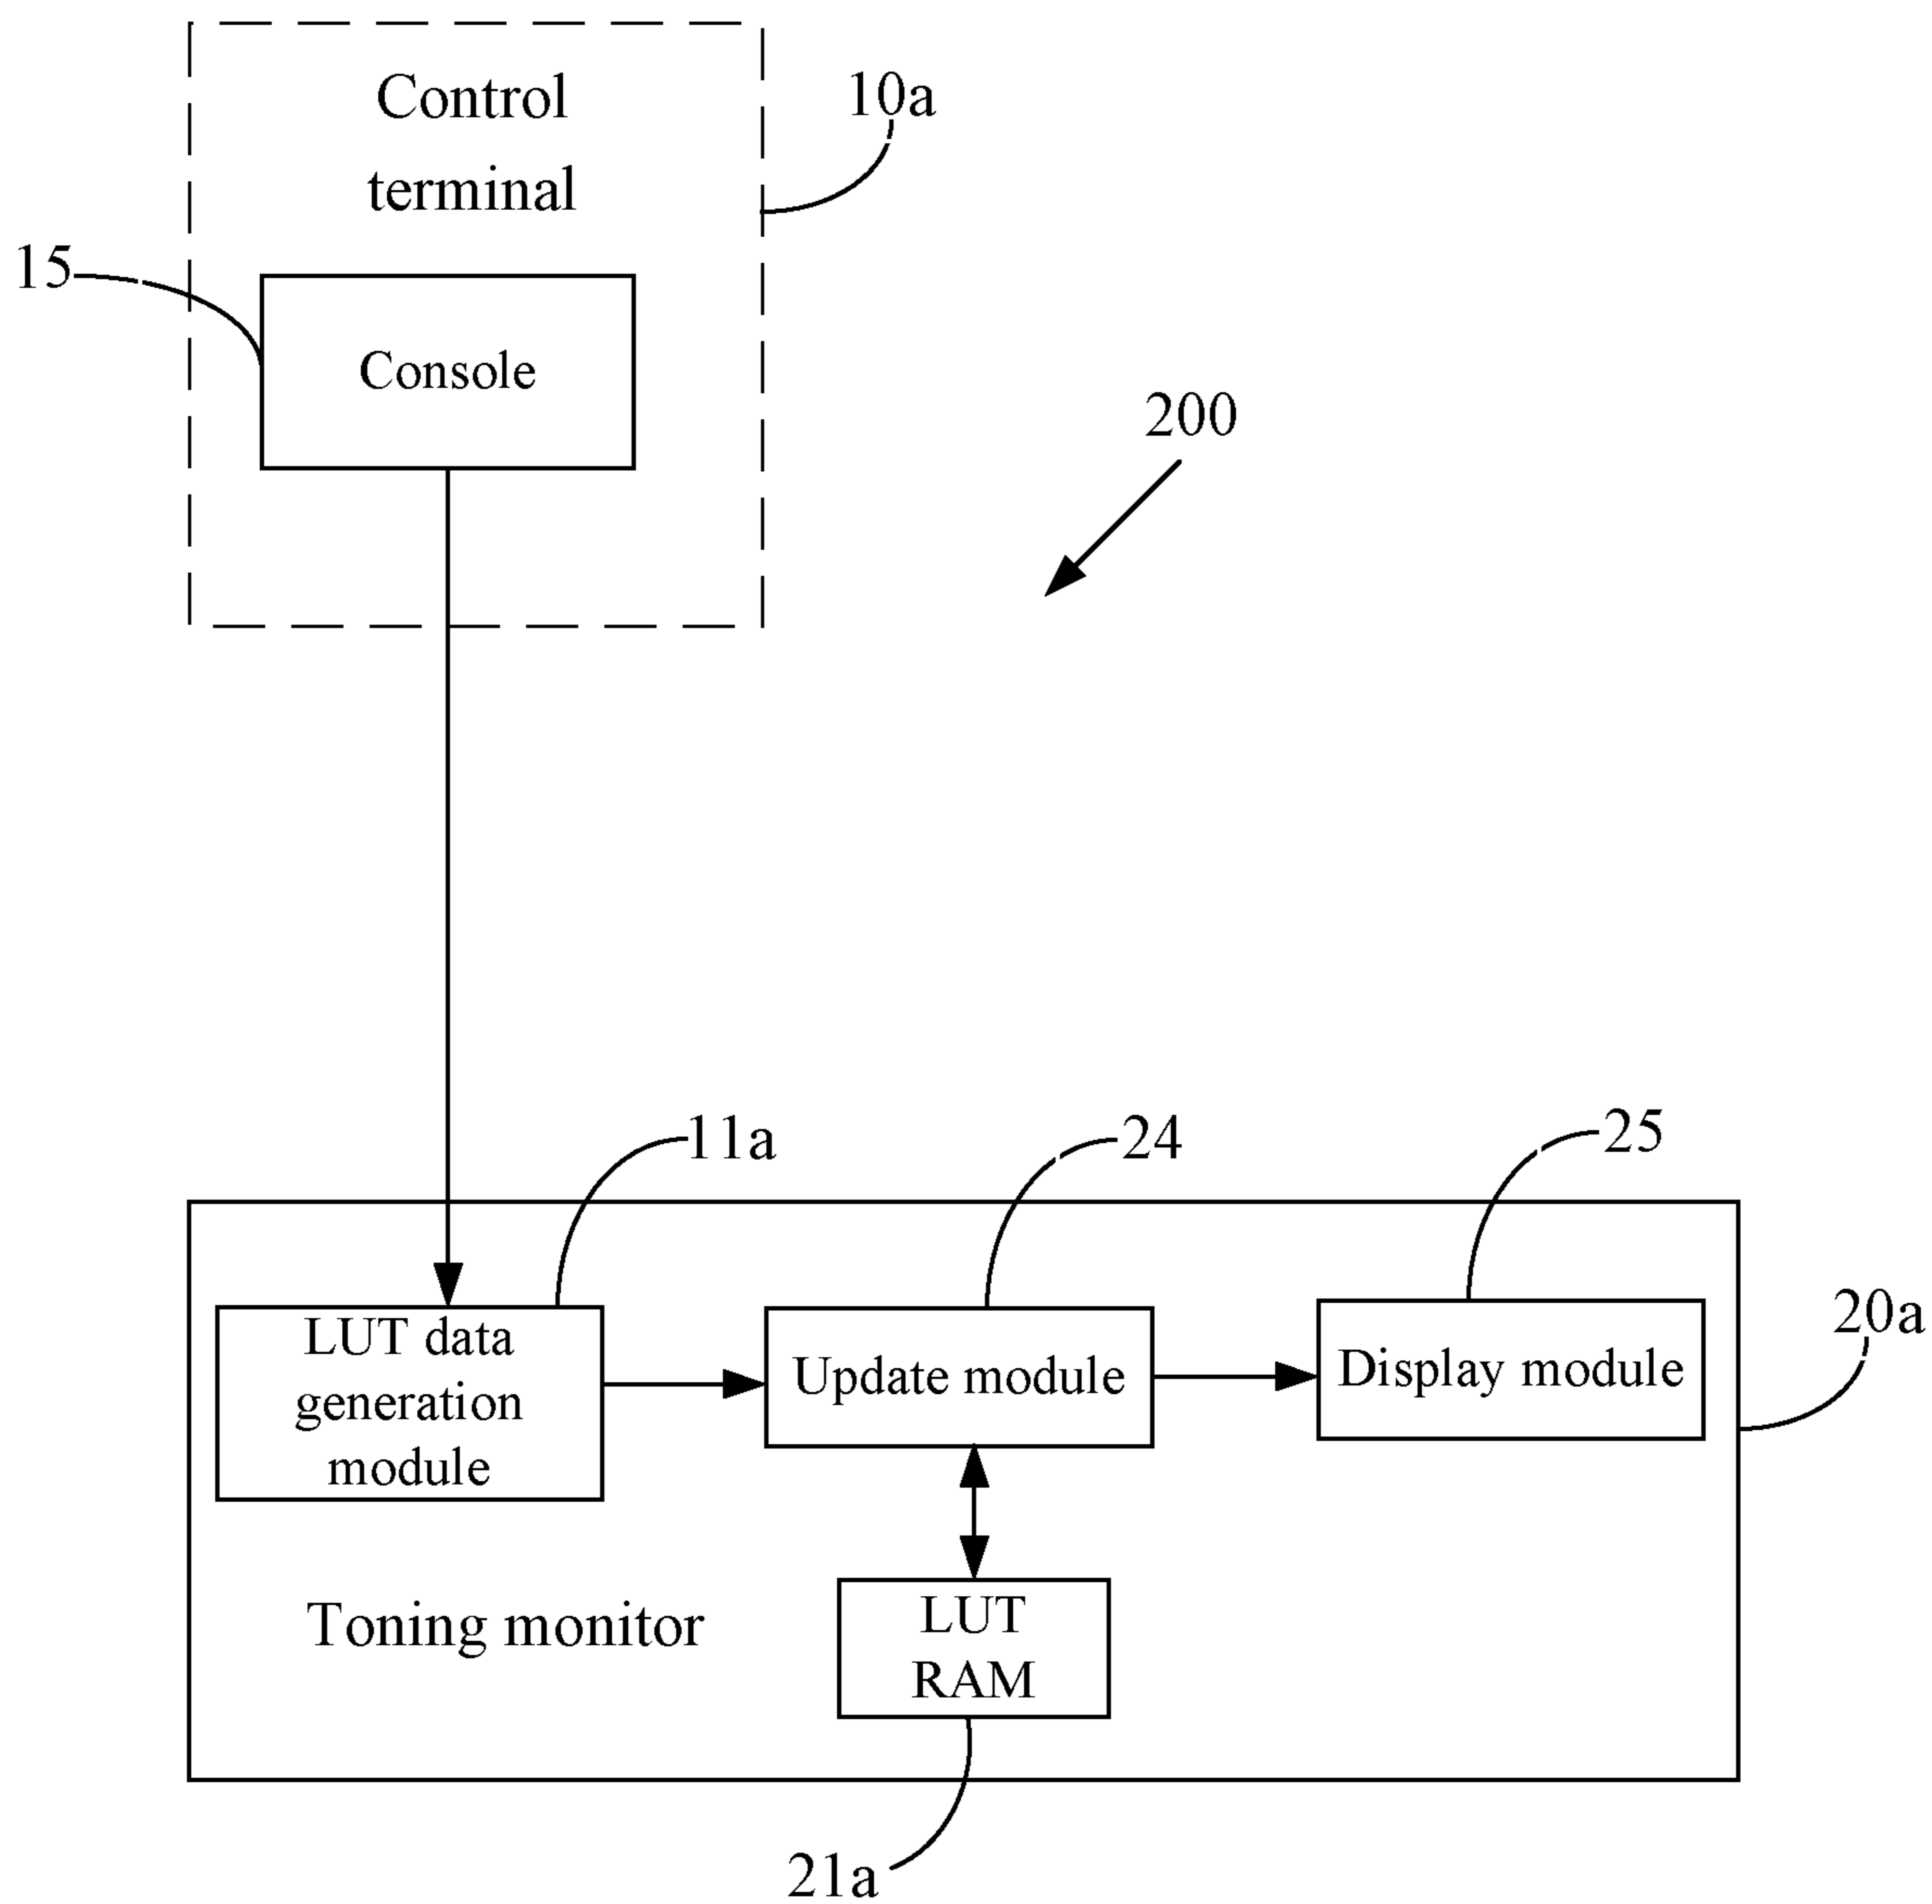 Control
terminal
10a
15
Console
200
11a
24
25
LUT data
generation
module
Update module
Display module
20a
Toning monitor
LUT
RAM
21a